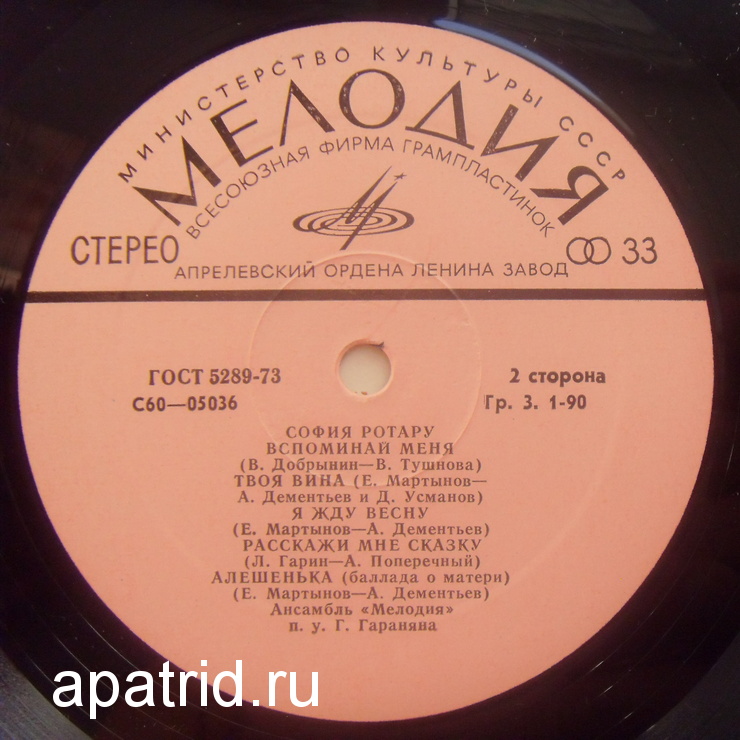 МИНИСТЕРСТВО КУЛЬТУРЫ СССР
МЕЛОДИЯ
ВСЕСОЮЗНАЯ ФИРМА ГРАМПЛАСТИНОК
СТЕРЕО
33
АПРЕЛЕВСКИЙ ОРДЕНА ЛЕНИНА ЗАВОД
ГОСТ 5289-73
2 сторона
С60—05036
Гр. 3. 1-90
СОФИЯ РОТАРУ
ВСПОМИНАЙ МЕНЯ
(В. Добрынин—В. Тушнова)
ТВОЯ ВИНА (Е. Мартынов—
А. Дементьев и Д. Усманов)
Я ЖДУ ВЕСНУ
(Е. Мартынов—А. Дементьев)
РАССКАЖИ МНЕ СКАЗКУ
(Л. Гарин—А. Поперечный)
АЛЕШЕНЬКА (баллада о матери)
(Е. Мартынов—А. Дементьев)
Ансамбль «Мелодия»
п. у. Г. Гараняна
apatrid.ru